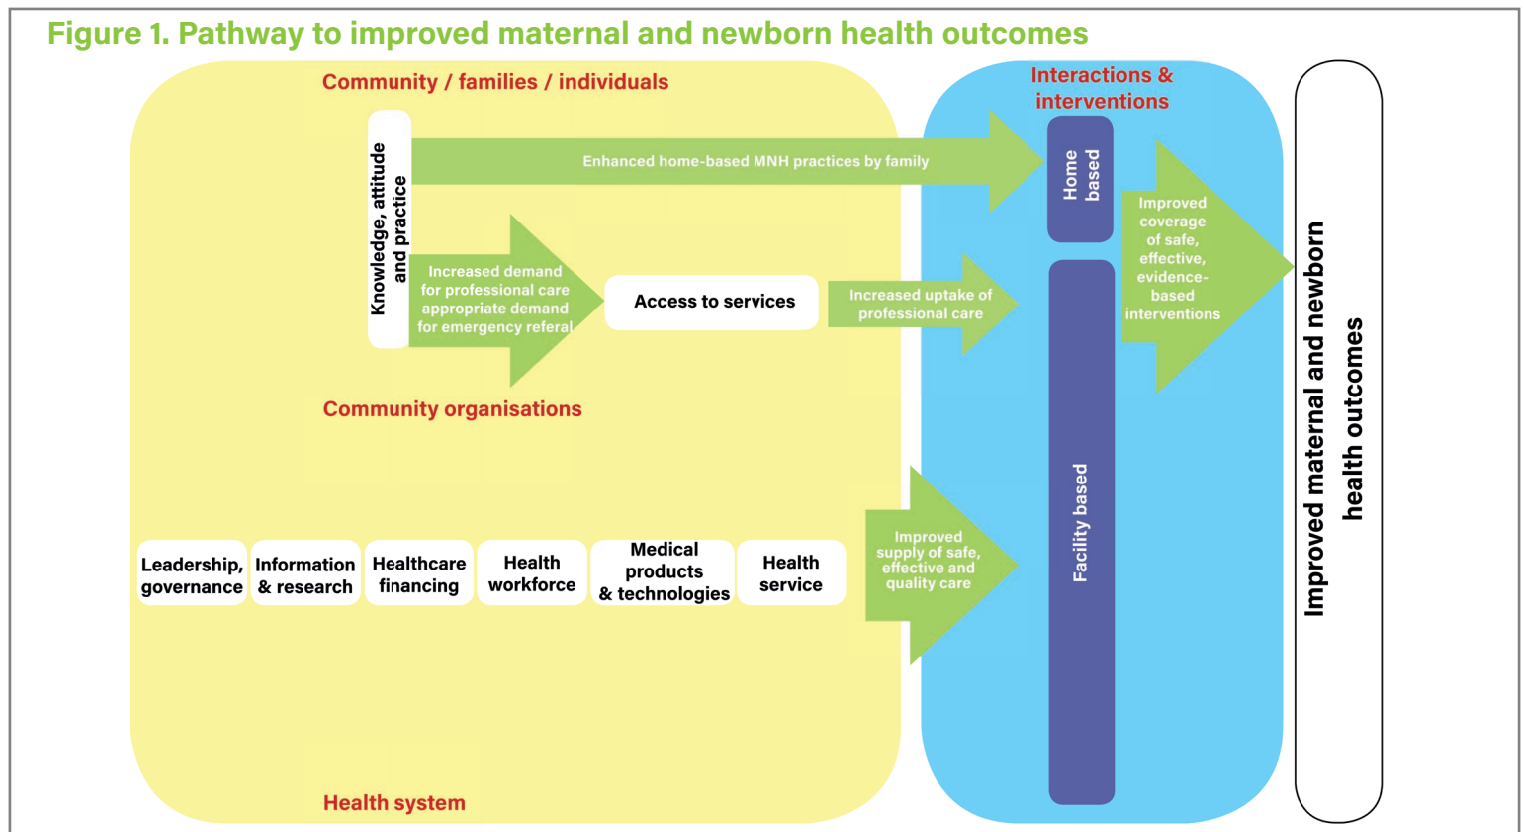 Figure 1. Pathway to improved maternal and newborn health outcomes
Community / families / individuals
Interactions &
interventions
Knowledge, attitude
and practice
Enhanced home-based MNH practices by family
Home
based
Increased demand
for professional care
appropriate demand
for emergency referal
Access to services
Increased uptake of
professional care
Improved
coverage
of safe,
effective,
evidence-
based
interventions
Improved maternal and newborn
health outcomes
Community organisations
Facility based
Leadership,
governance
Information
& research
Healthcare
financing
Health
workforce
Medical
products
& technologies
Health
service
Improved
supply of safe,
effective and
quality care
Health system